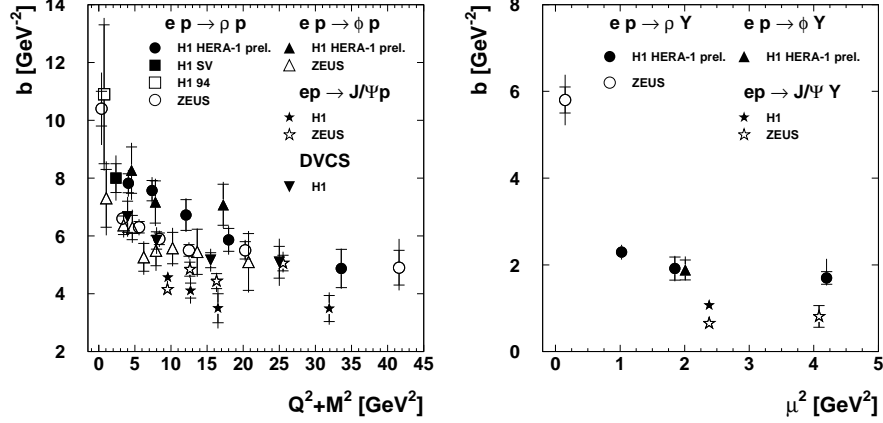 b [GeV⁻²]
14
12
10
8
6
4
2
e p → ρ p
H1 HERA-1 prel.
H1 SV
H1 94
ZEUS
e p → ϕ p
H1 HERA-1 prel.
ZEUS
ep → J/Ψ p
H1
ZEUS
DVCS
H1
0 5 10 15 20 25 30 35 40 45
Q²+M² [GeV²]
b [GeV⁻²]
8
6
4
2
0
e p → ρ Y
H1 HERA-1 prel.
ZEUS
e p → ϕ Y
H1 HERA-1 prel.
ep → J/Ψ Y
H1
ZEUS
0 1 2 3 4 5
μ² [GeV²]